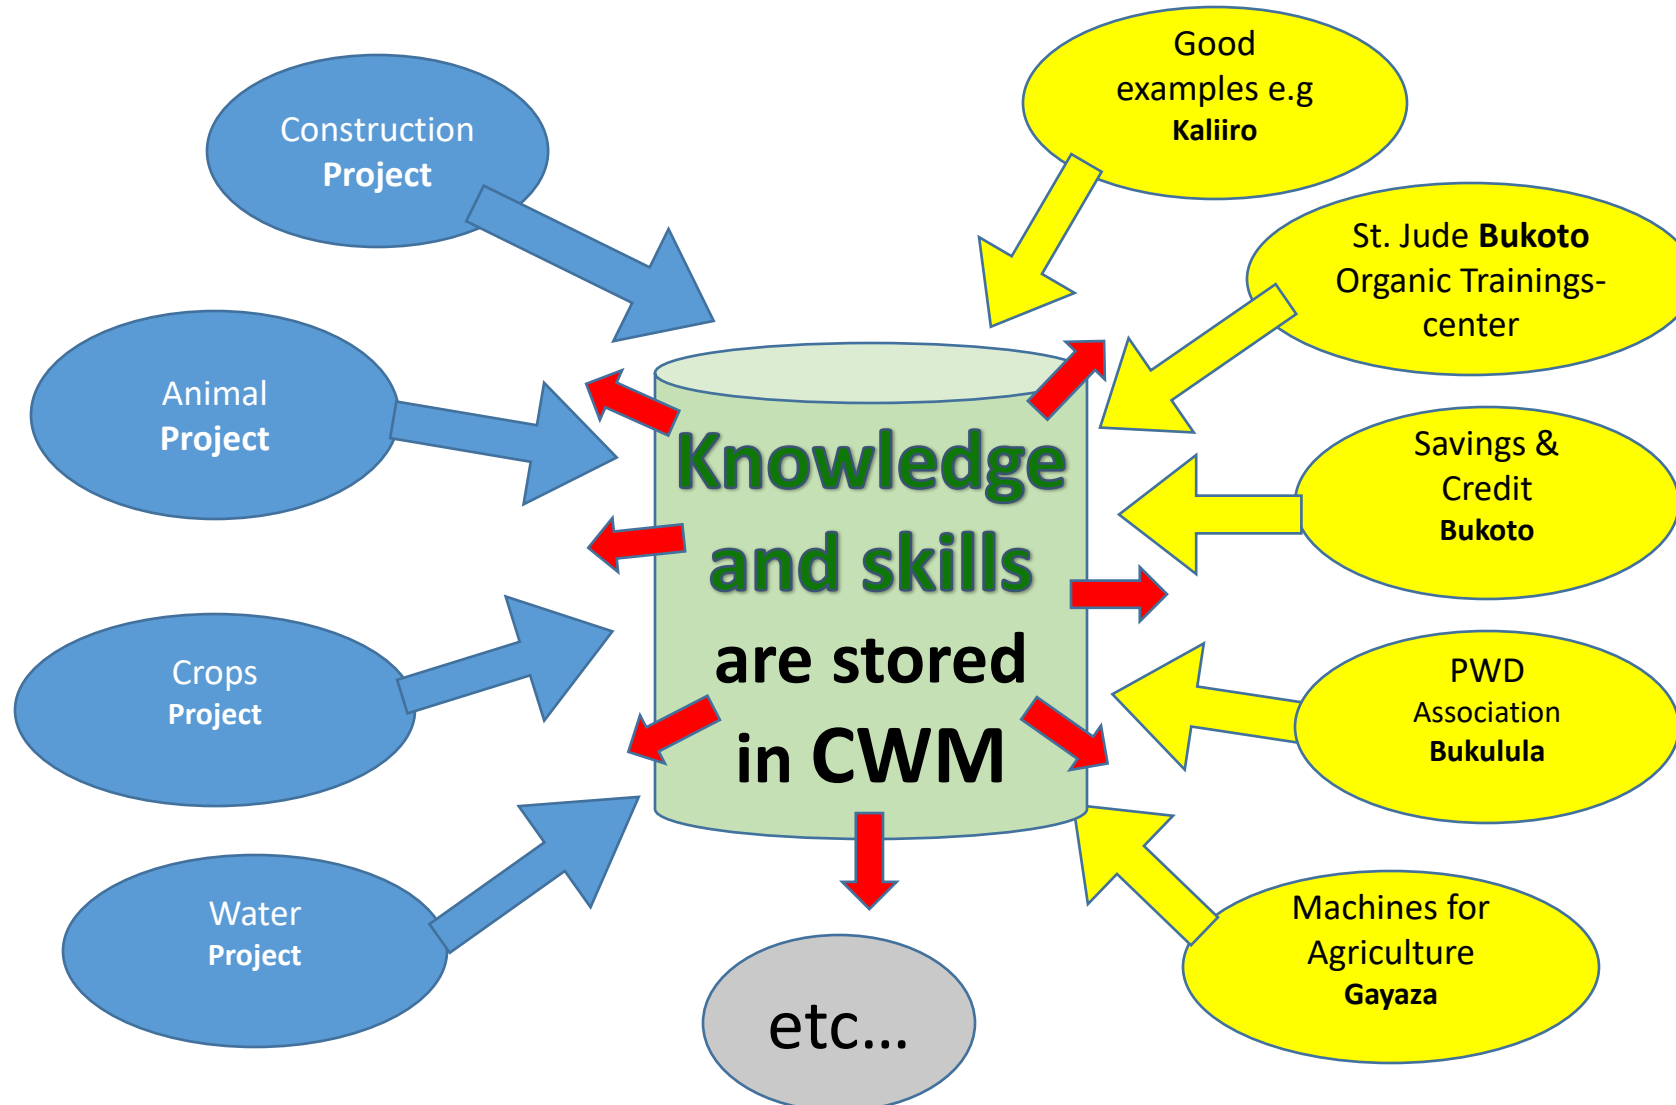 Construction
Project
Animal
Project
Crops
Project
Water
Project
Knowledge
and skills
are stored
in CWM
etc...
Good
examples e.g
Kaliiro
St. Jude Bukoto
Organic Trainings-
center
Savings &
Credit
Bukoto
PWD
Association
Bukulula
Machines for
Agriculture
Gayaza